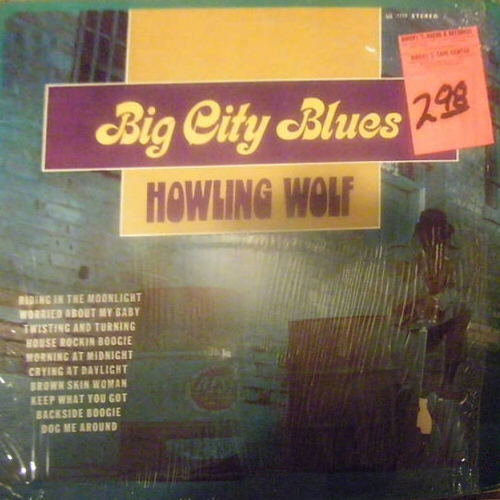 STEREO
Big City Blues
298
HOWLING WOLF
RIDING IN THE MOONLIGHT
WORRIED ABOUT MY BABY
TWISTING AND TURNING
HOUSE ROCKIN BOOGIE
MORNING AT MIDNIGHT
CRYING AT DAYLIGHT
BROWN SKIN WOMAN
KEEP WHAT YOU GOT
BACKSIDE BOOGIE
DOG ME AROUND